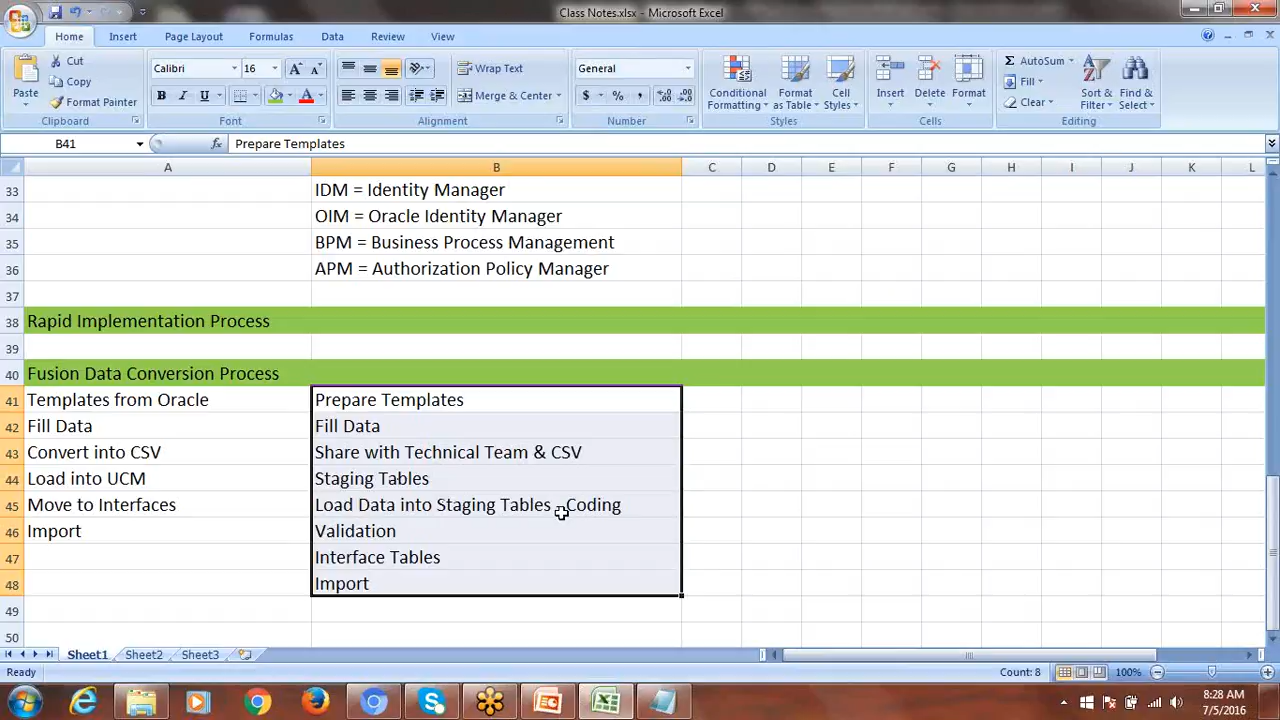 Class Notes.xlsx - Microsoft Excel
Home Insert Page Layout Formulas Data Review View
Paste
Cut
Copy
Format Painter
Clipboard
Calibri 16
B I U
Font
Wrap Text
Merge & Center
Alignment
General
$ % ,
Number
Conditional Formatting
Format as Table
Cell Styles
Styles
Insert Delete Format
Cells
AutoSum
Fill
Clear
Sort & Filter
Find & Select
Editing
B41 fx Prepare Templates
A B C D E F G H I J K L
33 IDM = Identity Manager
34 OIM = Oracle Identity Manager
35 BPM = Business Process Management
36 APM = Authorization Policy Manager
37
38 Rapid Implementation Process
39
40 Fusion Data Conversion Process
41 Templates from Oracle Prepare Templates
42 Fill Data Fill Data
43 Convert into CSV Share with Technical Team & CSV
44 Load into UCM Staging Tables
45 Move to Interfaces Load Data into Staging Tables - Coding
46 Import Validation
47 Interface Tables
48 Import
49
50
Sheet1 Sheet2 Sheet3
Ready Count: 8 100%
8:28 AM
7/5/2016